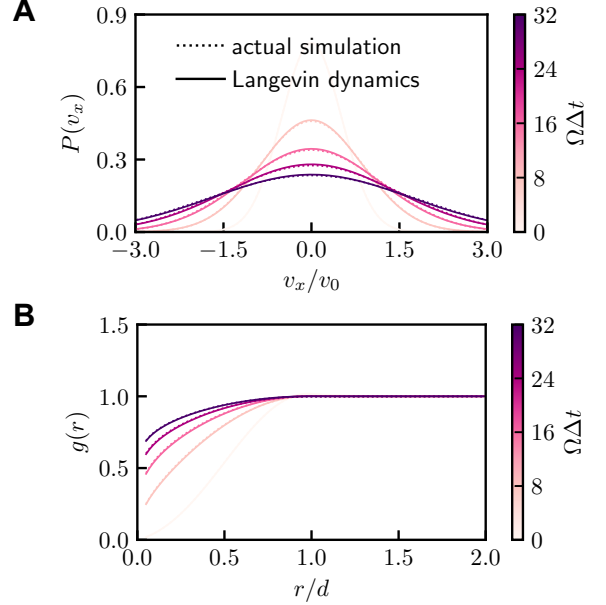 A
0.9
0.6
0.3
0.0
P(v_x)
actual simulation
Langevin dynamics
−3.0 −1.5 0.0 1.5 3.0
v_x/v_0
32
24
16
8
0
ΩΔt
B
1.5
1.0
0.5
0.0
g(r)
0.0 0.5 1.0 1.5 2.0
r/d
32
24
16
8
0
ΩΔt